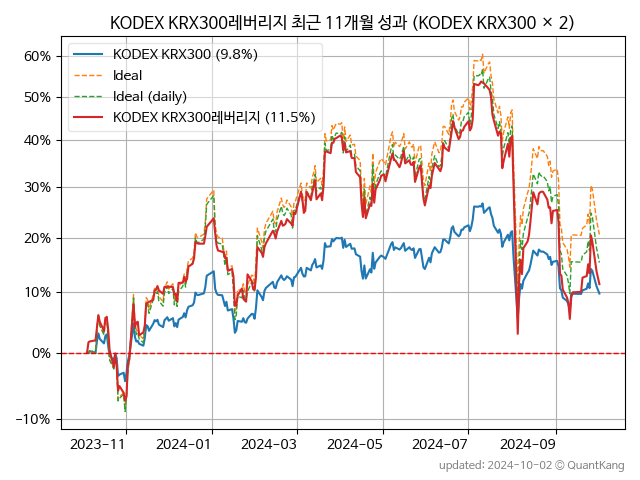 KODEX KRX300레버리지 최근 11개월 성과 (KODEX KRX300 × 2)
KODEX KRX300 (9.8%)
Ideal
Ideal (daily)
KODEX KRX300레버리지 (11.5%)
60%
50%
40%
30%
20%
10%
0%
−10%
2023−11
2024−01
2024−03
2024−05
2024−07
2024−09
updated: 2024-10-02 © QuantKang